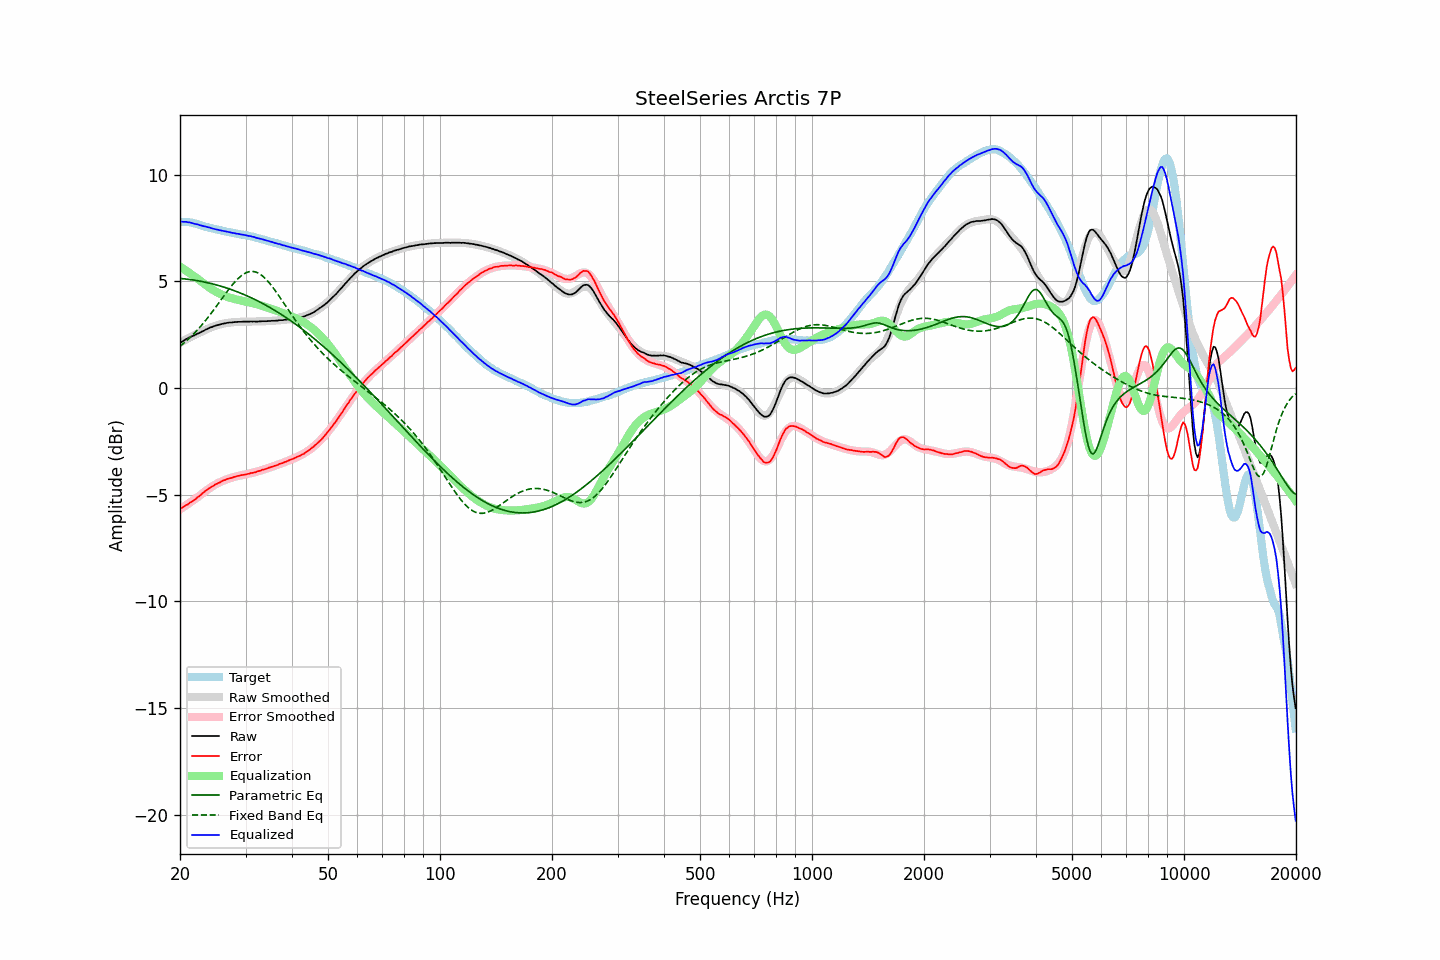 SteelSeries Arctis 7P
Amplitude (dBr)
10
5
0
−5
−10
−15
−20
Target
Raw Smoothed
Error Smoothed
Raw
Error
Equalization
Parametric Eq
Fixed Band Eq
Equalized
20 50 100 200 500 1000 2000 5000 10000 20000
Frequency (Hz)